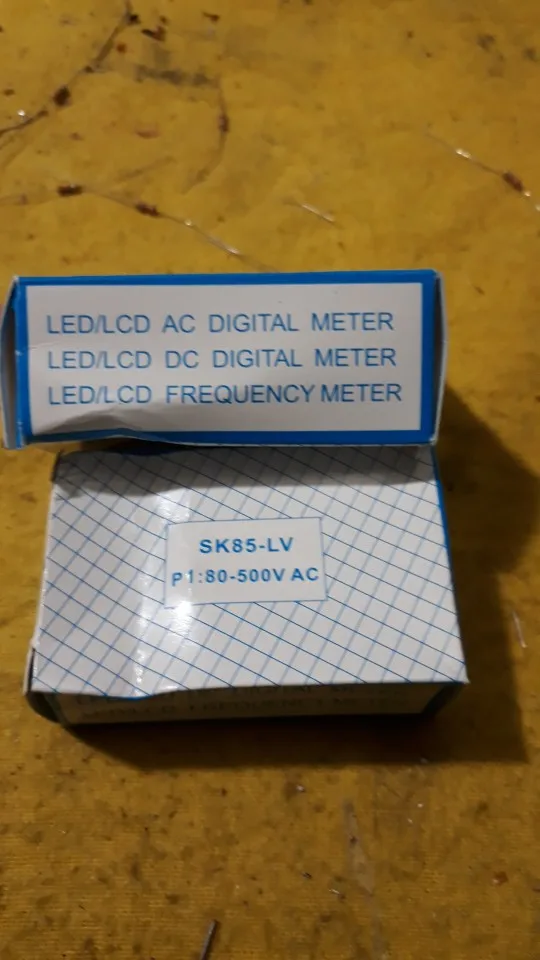 LED/LCD AC DIGITAL METER
LED/LCD DC DIGITAL METER
LED/LCD FREQUENCY METER
SK85-LV
P1:80-500V AC